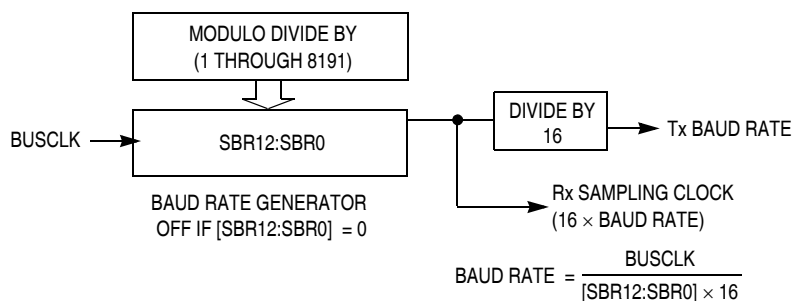 MODULO DIVIDE BY
(1 THROUGH 8191)
BUSCLK
SBR12:SBR0
DIVIDE BY
16
Tx BAUD RATE
BAUD RATE GENERATOR
OFF IF [SBR12:SBR0] = 0
Rx SAMPLING CLOCK
(16 × BAUD RATE)
BAUD RATE =
BUSCLK
[SBR12:SBR0] × 16